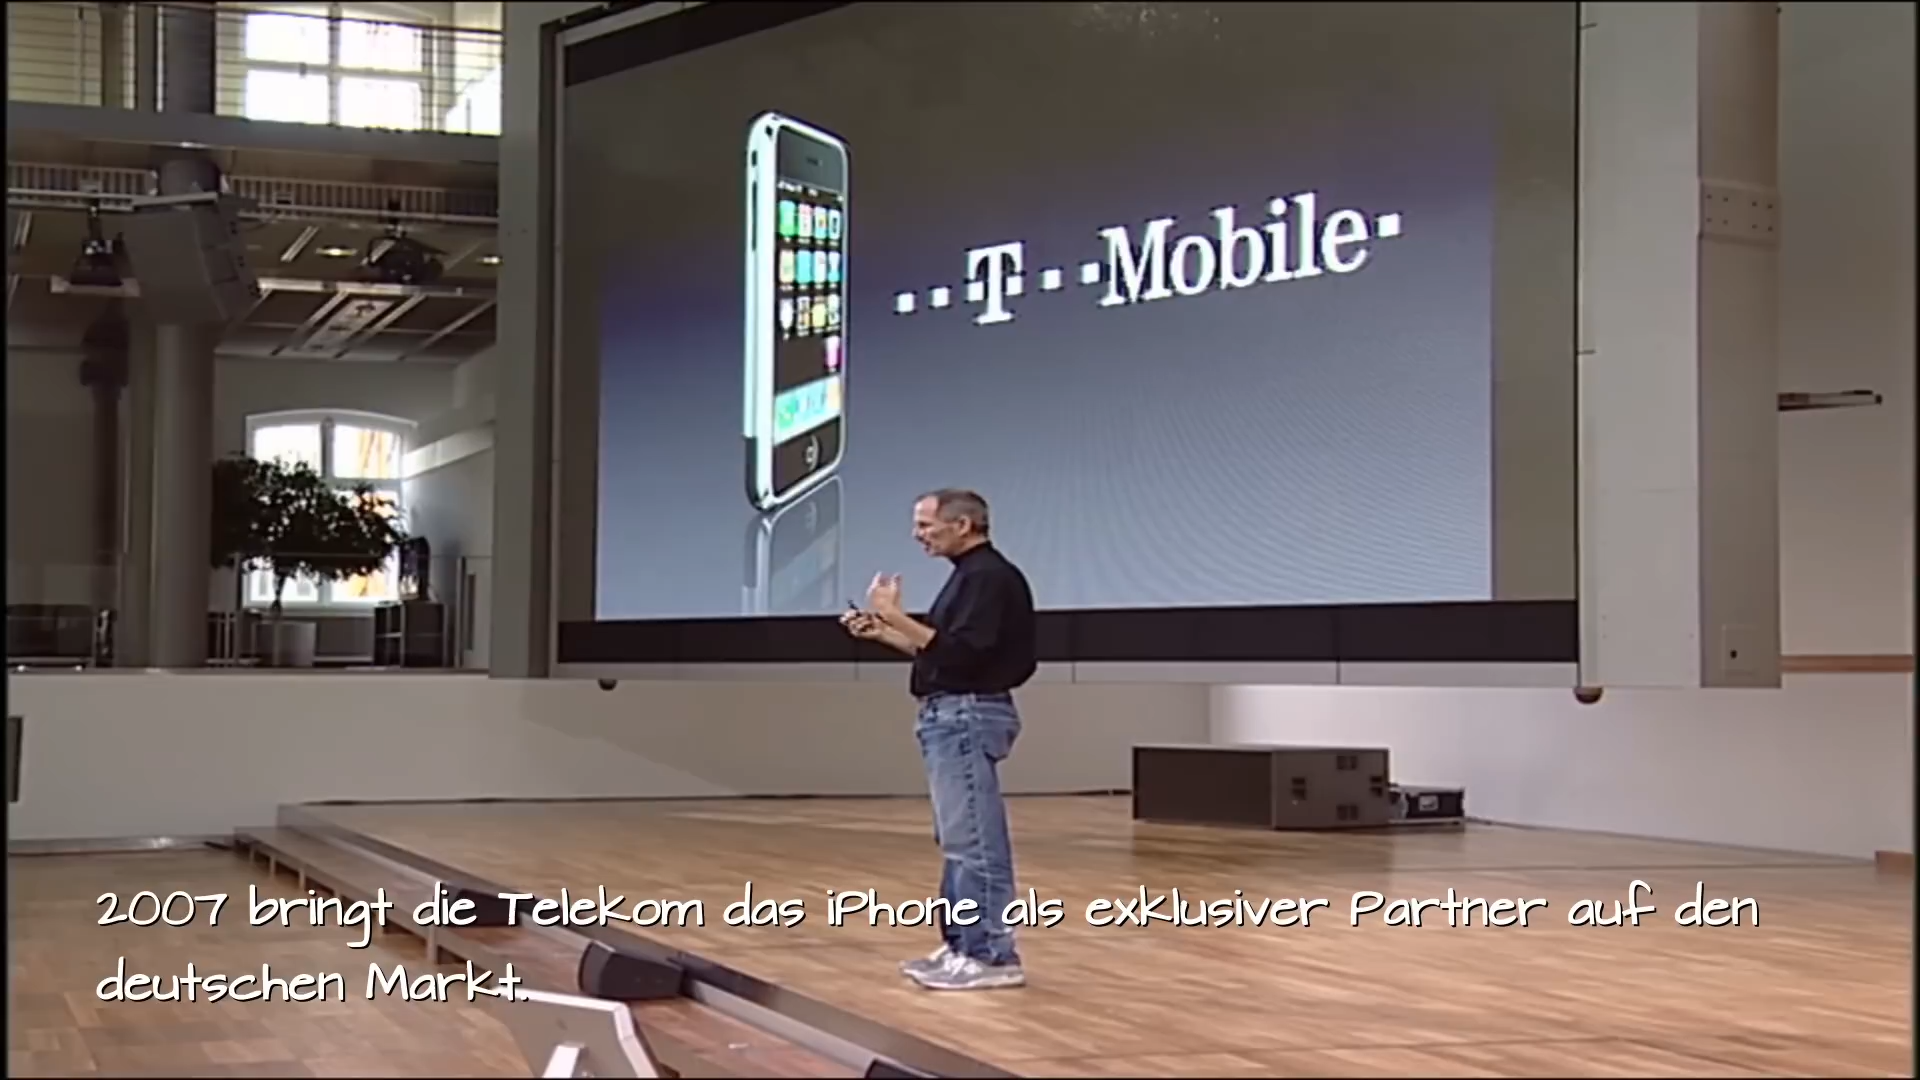 ··T··Mobile·
2007 bringt die Telekom das iPhone als exklusiver Partner auf den
deutschen Markt.